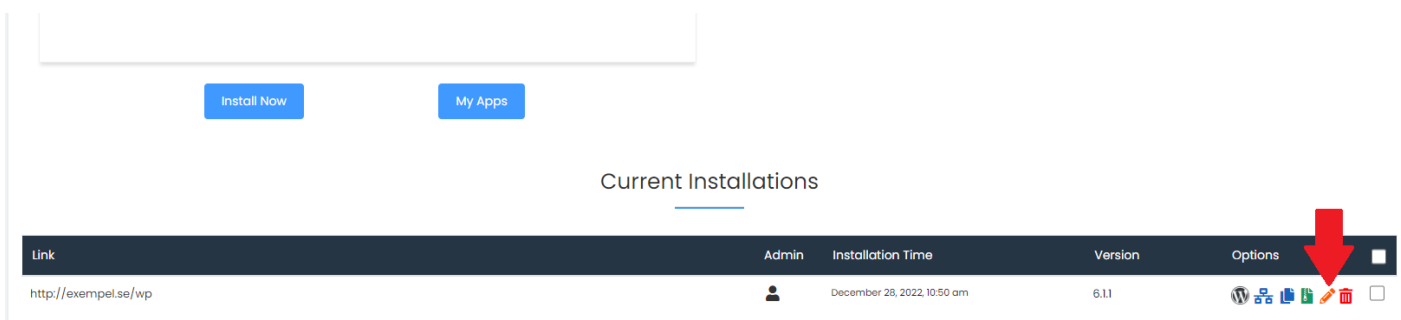 Install Now
My Apps
Current Installations
Link Admin Installation Time Version Options
http://exempel.se/wp December 28, 2022, 10:50 am 6.1.1